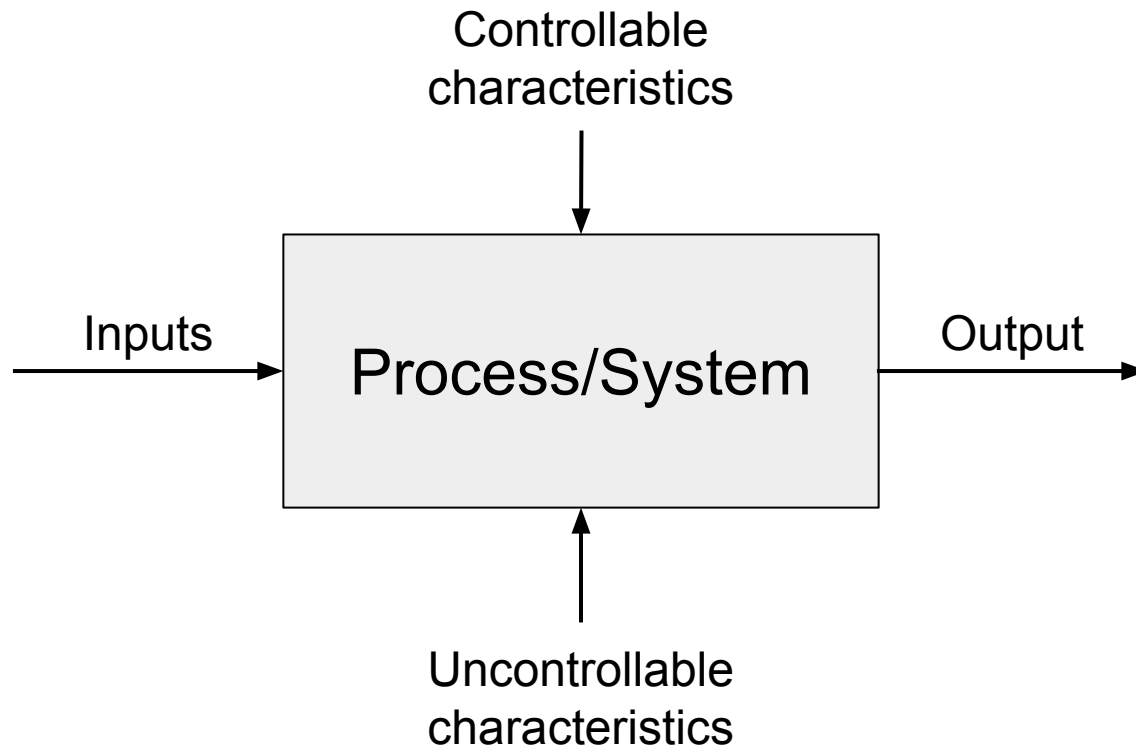 Controllable
characteristics
Inputs
Process/System
Output
Uncontrollable
characteristics